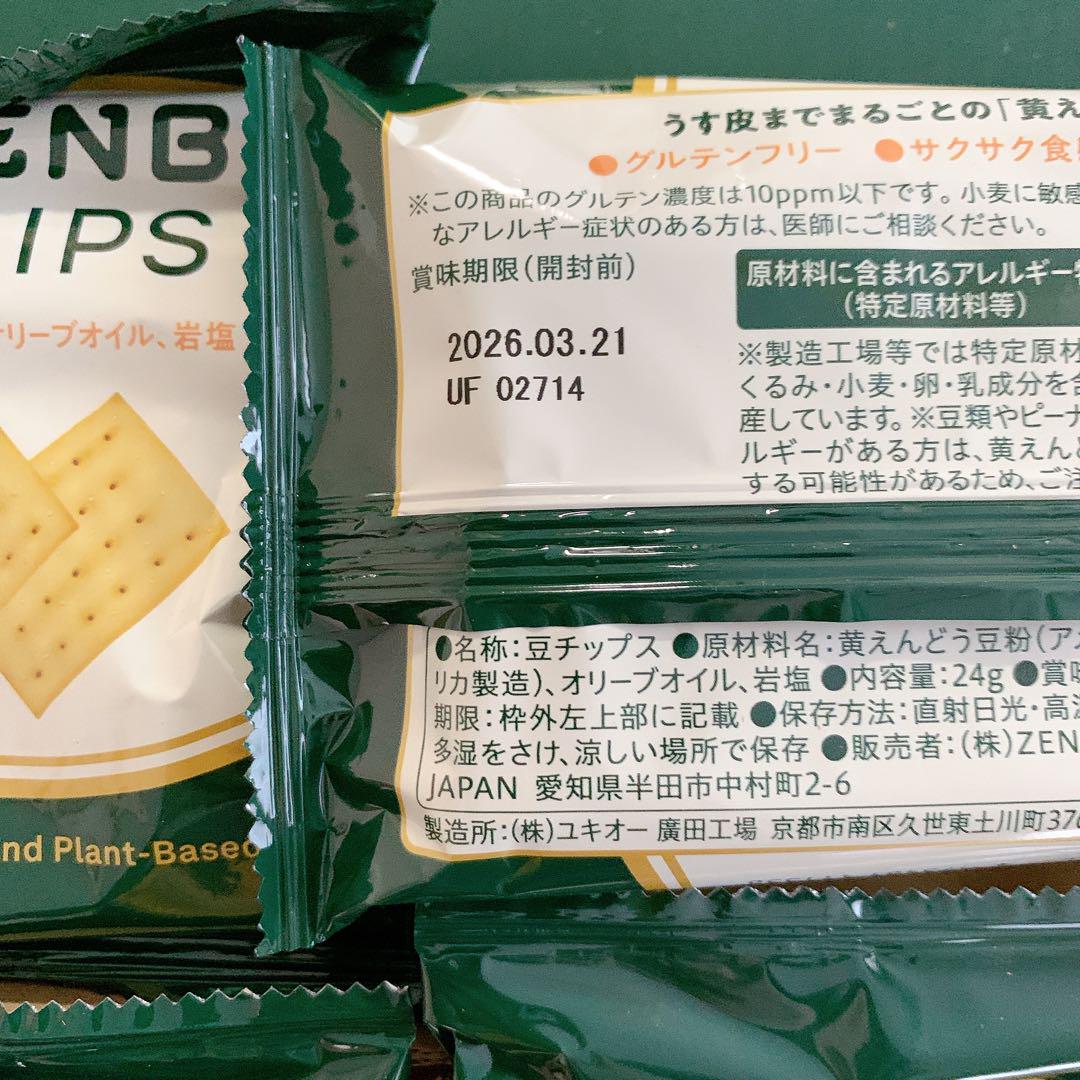 ENB
IPS
リーブオイル、岩塩
nd Plant-Based
うす皮までまるごとの「黄え
●グルテンフリー ●サクサク食
※この商品のグルテン濃度は10ppm以下です。小麦に敏感
なアレルギー症状のある方は、医師にご相談ください。
賞味期限(開封前)
2026.03.21
UF 02714
原材料に含まれるアレルギー
(特定原材料等)
※製造工場等では特定原材
くるみ・小麦・卵・乳成分を含
産しています。※豆類やピーナ
ルギーがある方は、黄えんど
する可能性があるため、ご注
●名称:豆チップス ●原材料名:黄えんどう豆粉(アメ
リカ製造)、オリーブオイル、岩塩 ●内容量:24g ●賞味
期限:枠外左上部に記載 ●保存方法:直射日光・高温
多湿をさけ、涼しい場所で保存 ●販売者:(株)ZEN
JAPAN 愛知県半田市中村町2-6
製造所:(株)ユキオー 廣田工場 京都市南区久世東土川町376